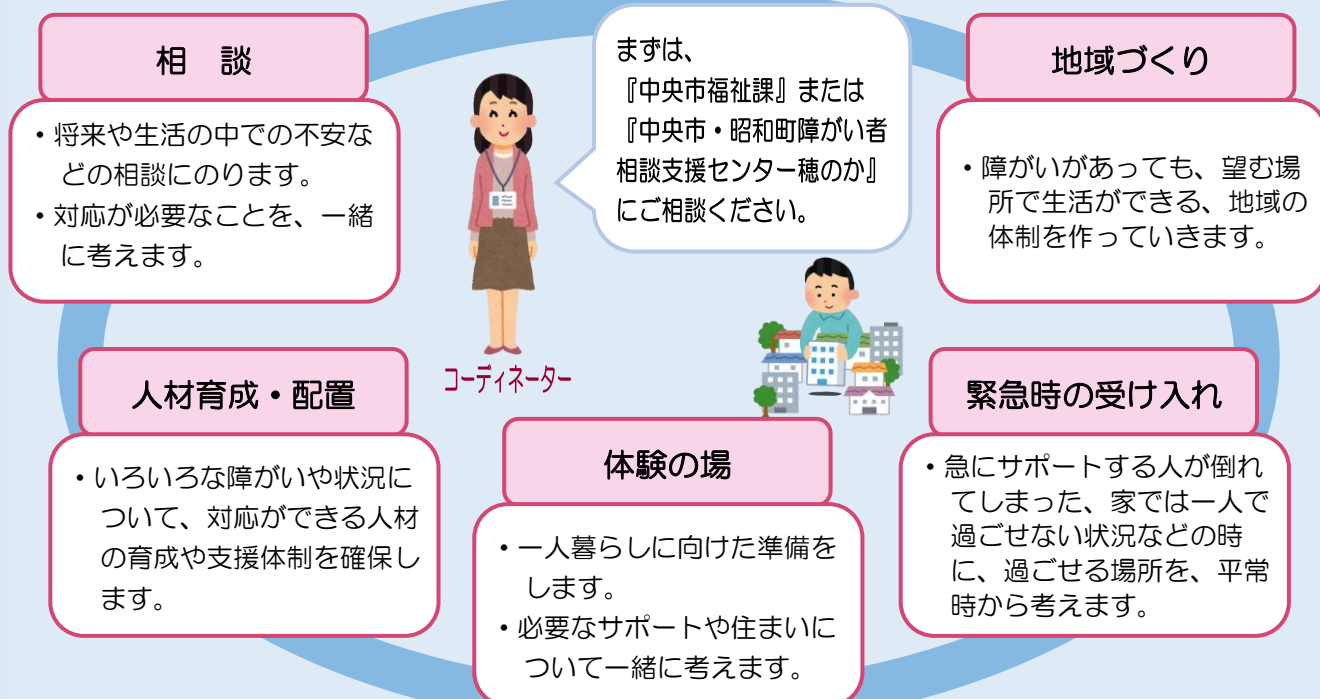 相　談
・将来や生活の中での不安な
どの相談にのります。
・対応が必要なことを、一緒
に考えます。
まずは、
『中央市福祉課』または
『中央市・昭和町障がい者
相談支援センター穂のか』
にご相談ください。
コーディネーター
地域づくり
・障がいがあっても、望む場
所で生活ができる、地域の
体制を作っていきます。
人材育成・配置
・いろいろな障がいや状況に
ついて、対応ができる人材
の育成や支援体制を確保し
ます。
体験の場
・一人暮らしに向けた準備を
します。
・必要なサポートや住まいに
ついて一緒に考えます。
緊急時の受け入れ
・急にサポートする人が倒れ
てしまった、家では一人で
過ごせない状況などの時
に、過ごせる場所を、平常
時から考えます。